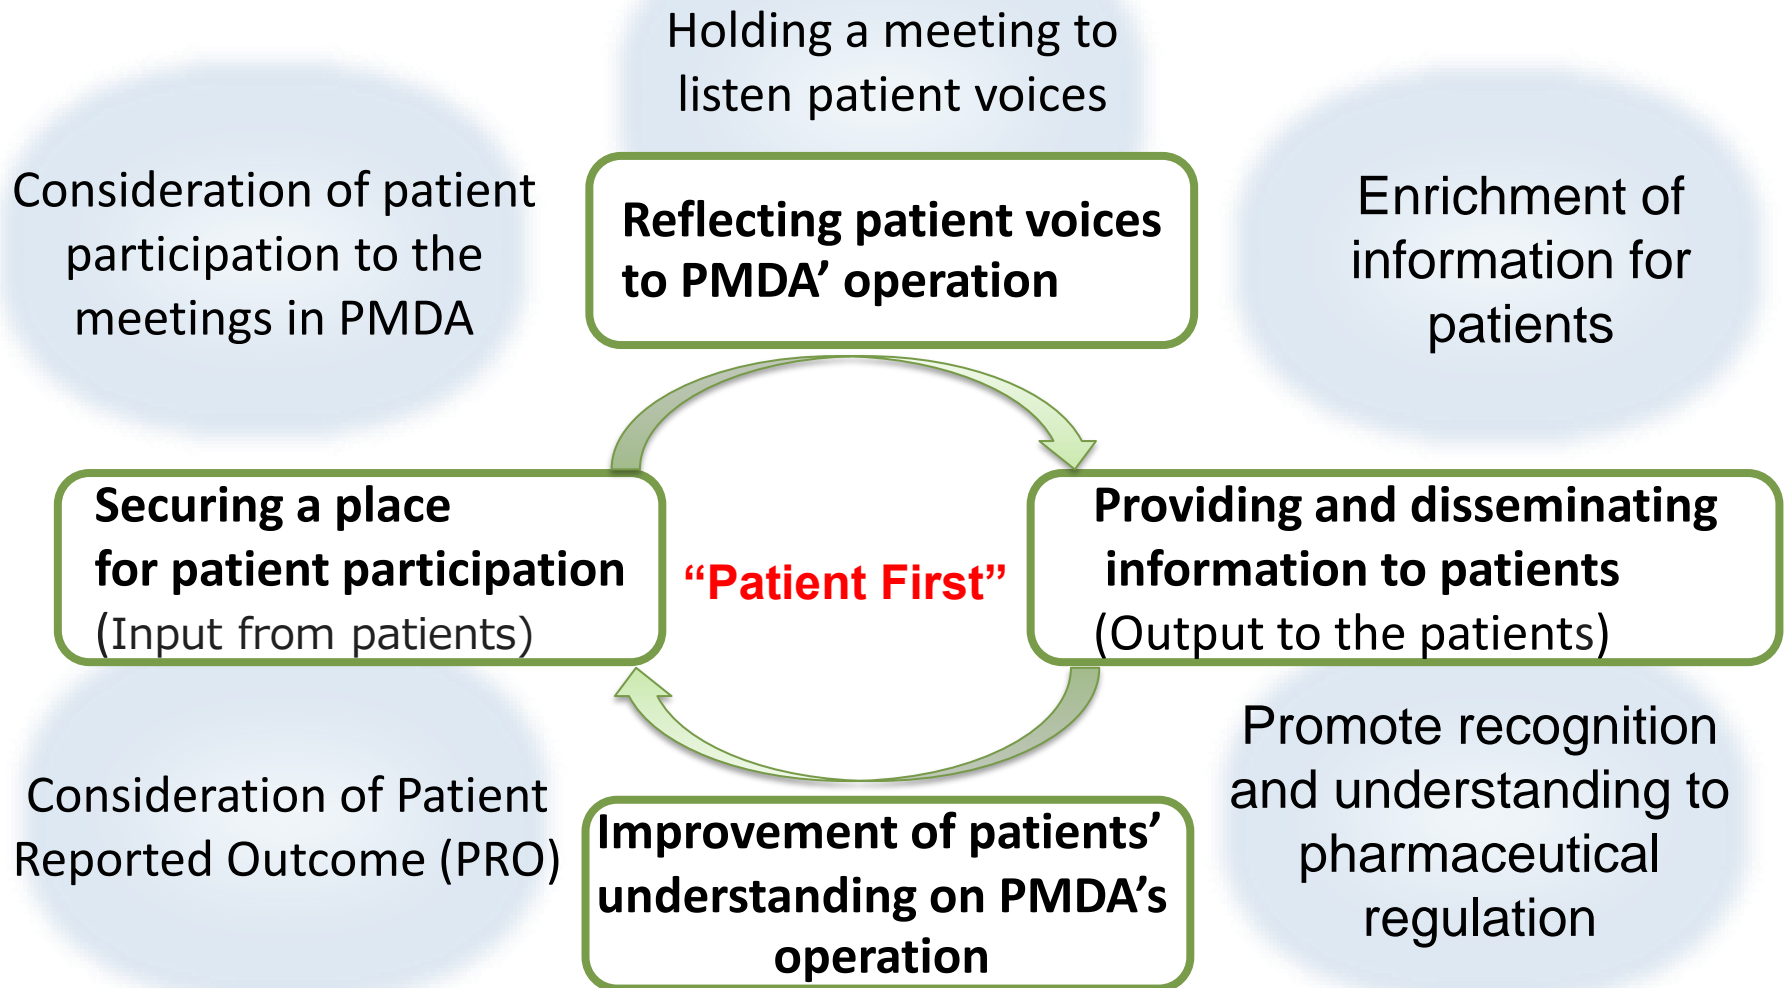 Holding a meeting to
listen patient voices
Consideration of patient
participation to the
meetings in PMDA
Reflecting patient voices
to PMDA’ operation
Enrichment of
information for
patients
Securing a place
for patient participation
(Input from patients)
“Patient First”
Providing and disseminating
information to patients
(Output to the patients)
Consideration of Patient
Reported Outcome (PRO)
Improvement of patients’
understanding on PMDA’s
operation
Promote recognition
and understanding to
pharmaceutical
regulation